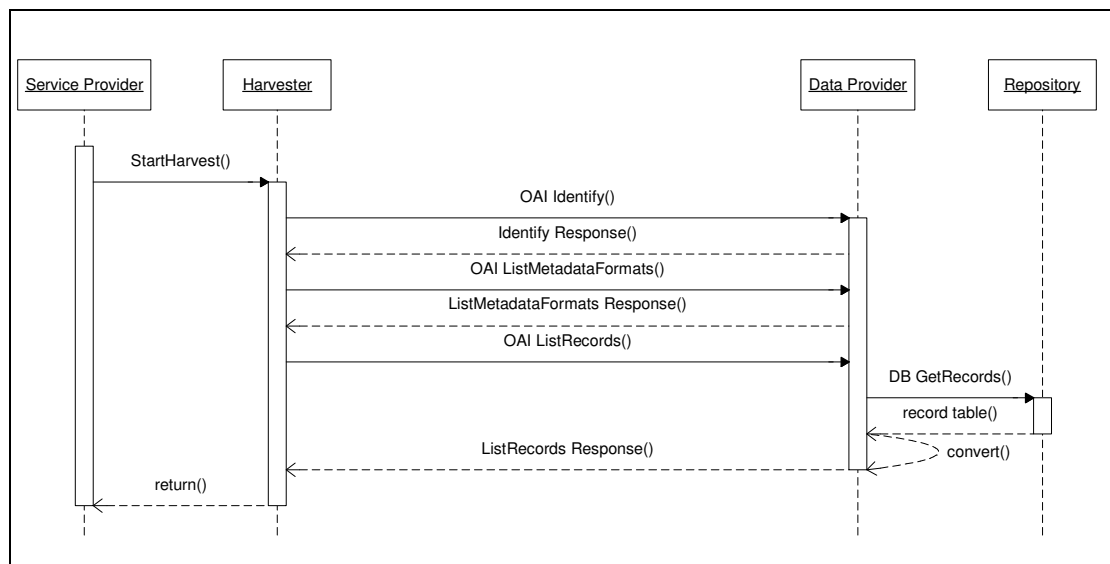 Service Provider
Harvester
Data Provider
Repository
StartHarvest()
OAI Identify()
Identify Response()
OAI ListMetadataFormats()
ListMetadataFormats Response()
OAI ListRecords()
DB GetRecords()
record table()
convert()
ListRecords Response()
return()